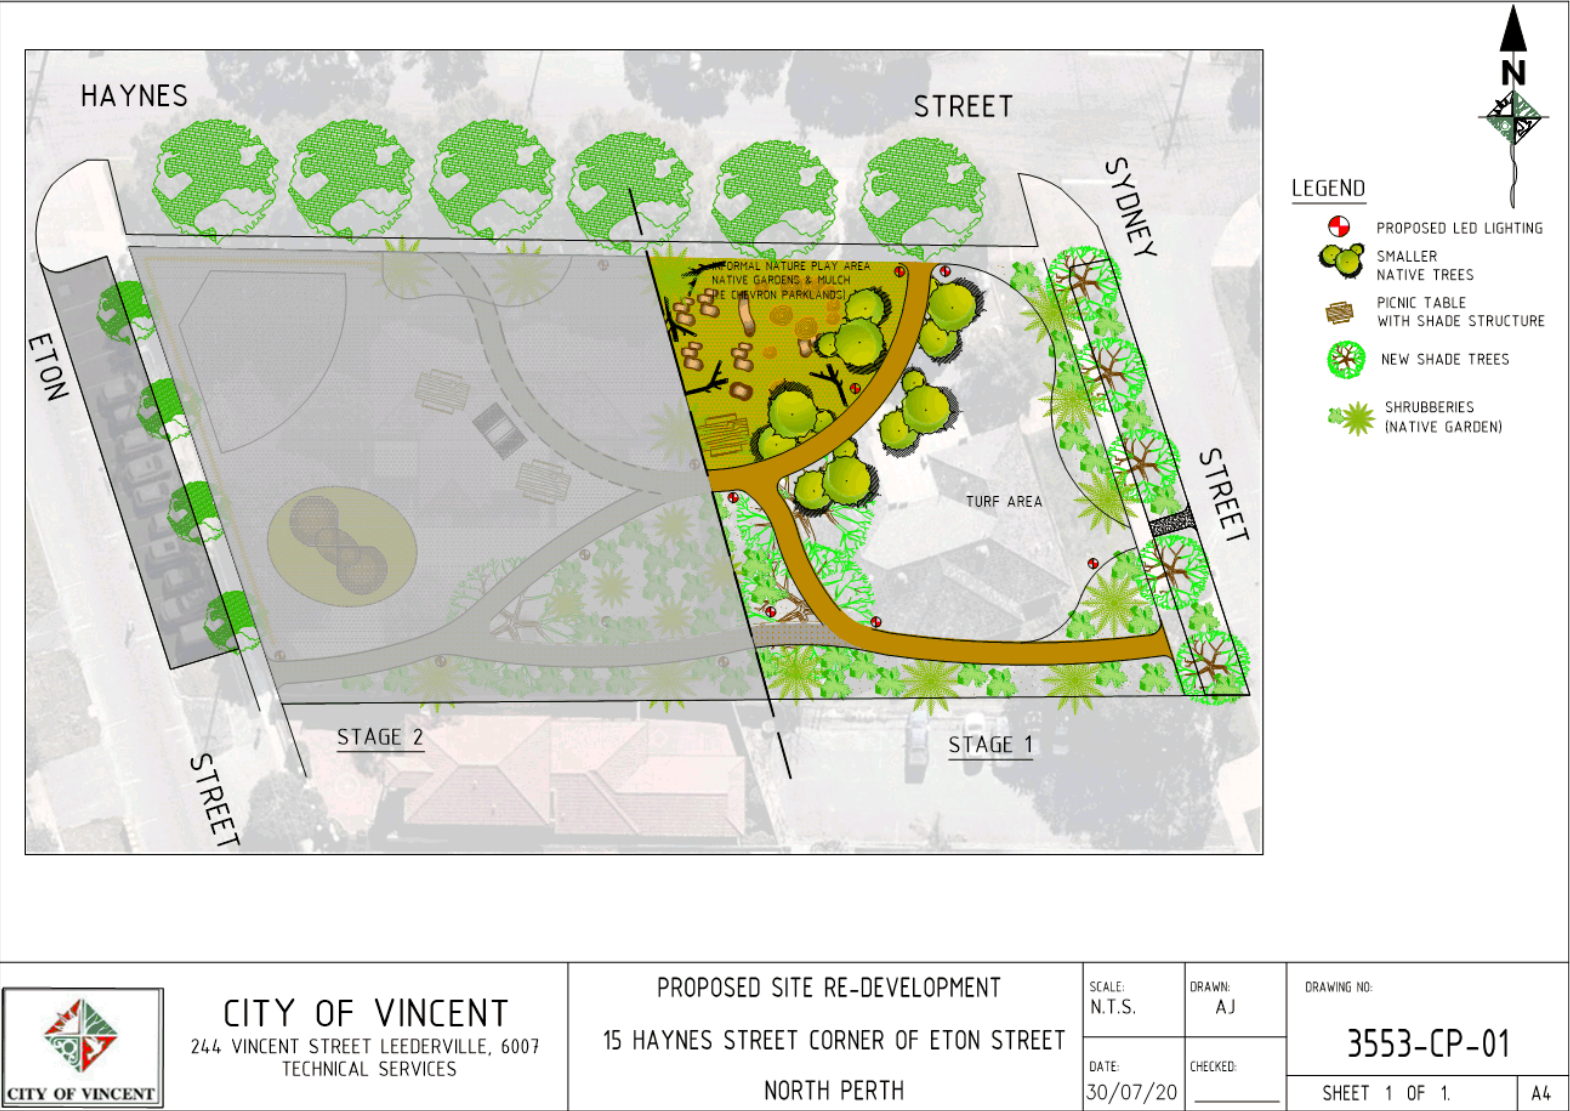 HAYNES
STREET
N
SYDNEY
LEGEND
PROPOSED LED LIGHTING
SMALLER
NATIVE TREES
PICNIC TABLE
WITH SHADE STRUCTURE
NEW SHADE TREES
SHRUBBERIES
(NATIVE GARDEN)
INFORMAL NATURE PLAY AREA
NATIVE GARDENS & MULCH
(IE CHEVRON PARKLANDS)
ETON
STREET
TURF AREA
STAGE 2
STAGE 1
STREET
CITY OF VINCENT
CITY OF VINCENT
244 VINCENT STREET LEEDERVILLE, 6007
TECHNICAL SERVICES
PROPOSED SITE RE-DEVELOPMENT
15 HAYNES STREET CORNER OF ETON STREET
NORTH PERTH
SCALE:
N.T.S.
DRAWN:
AJ
DATE:
30/07/20
CHECKED:
DRAWING NO:
3553-CP-01
SHEET 1 OF 1.
A4